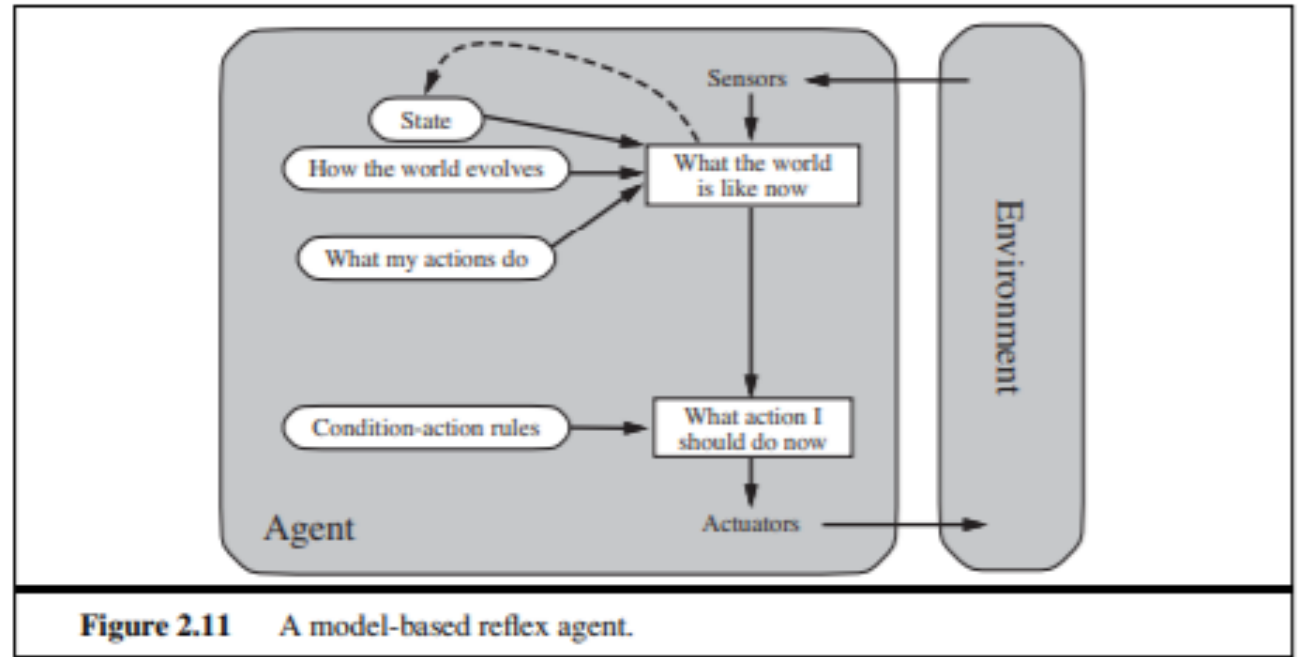 Sensors
State
How the world evolves
What the world
is like now
What my actions do
Environment
Condition-action rules
What action I
should do now
Agent
Actuators
Figure 2.11 A model-based reflex agent.